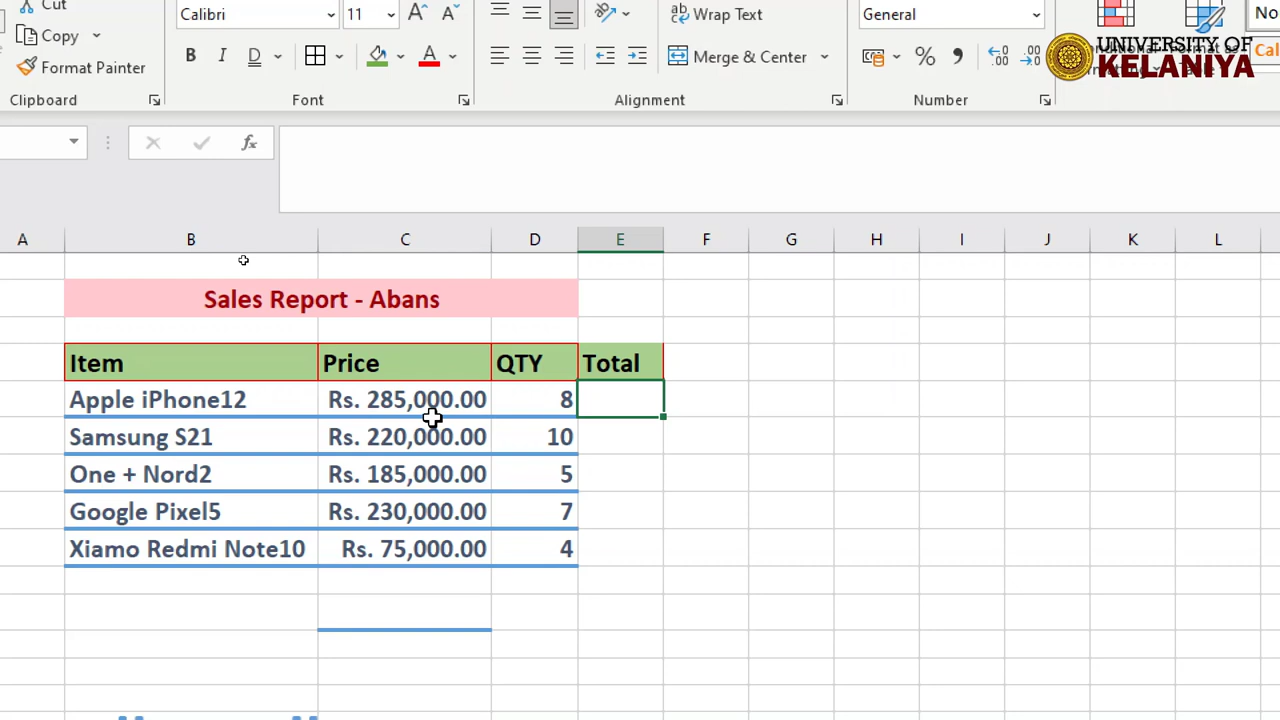 Cut
Copy
Format Painter
Clipboard
Calibri
11
B I D
A
Font
Wrap Text
Merge & Center
Alignment
General
%
Number
No
Cal
UNIVERSITY OF
KELANIYA
fx
A B C D E F G H I J K L
Sales Report - Abans
Item Price QTY Total
Apple iPhone12 Rs. 285,000.00 8
Samsung S21 Rs. 220,000.00 10
One + Nord2 Rs. 185,000.00 5
Google Pixel5 Rs. 230,000.00 7
Xiamo Redmi Note10 Rs. 75,000.00 4